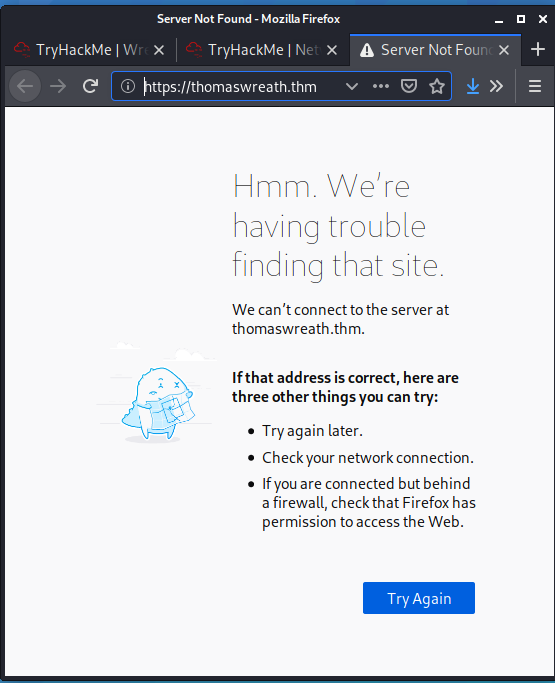 Server Not Found - Mozilla Firefox
TryHackMe | Wre
TryHackMe | Net
Server Not Foun
https://thomaswreath.thm
Hmm. We're
having trouble
finding that site.
We can't connect to the server at
thomaswreath.thm.
If that address is correct, here are
three other things you can try:
Try again later.
Check your network connection.
If you are connected but behind
a firewall, check that Firefox has
permission to access the Web.
Try Again